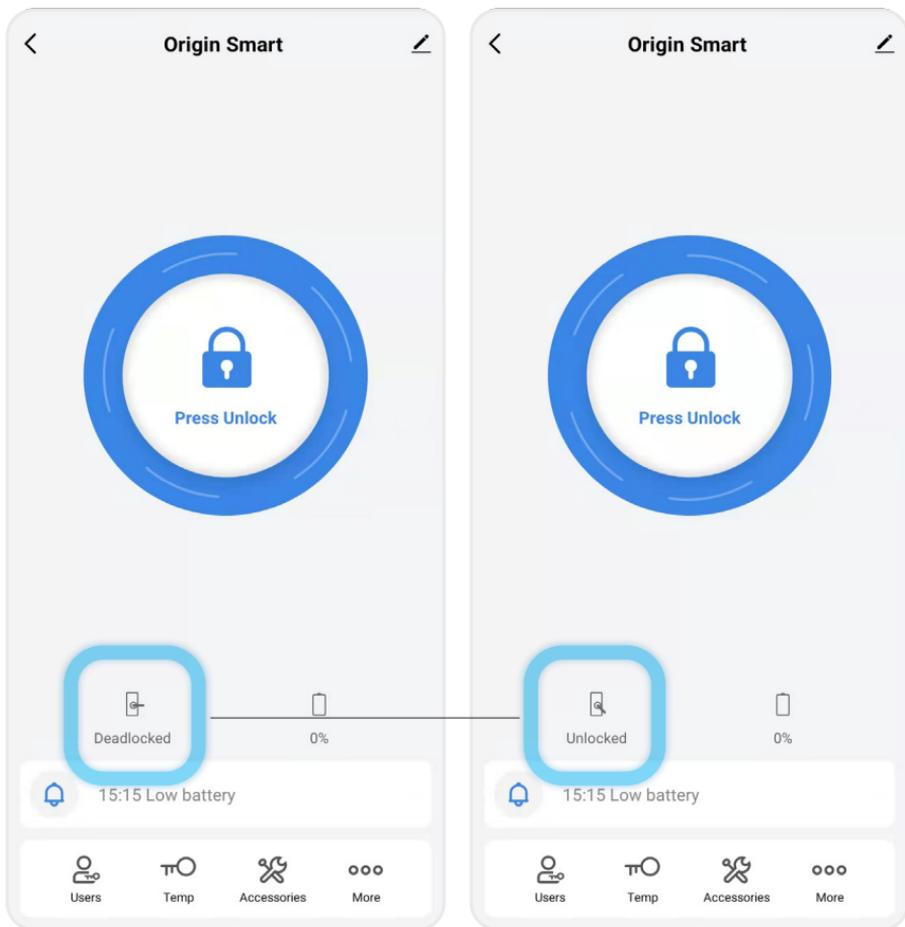 Origin Smart
Press Unlock
Deadlocked
0%
15:15 Low battery
Users
Temp
Accessories
More
Origin Smart
Press Unlock
Unlocked
0%
15:15 Low battery
Users
Temp
Accessories
More